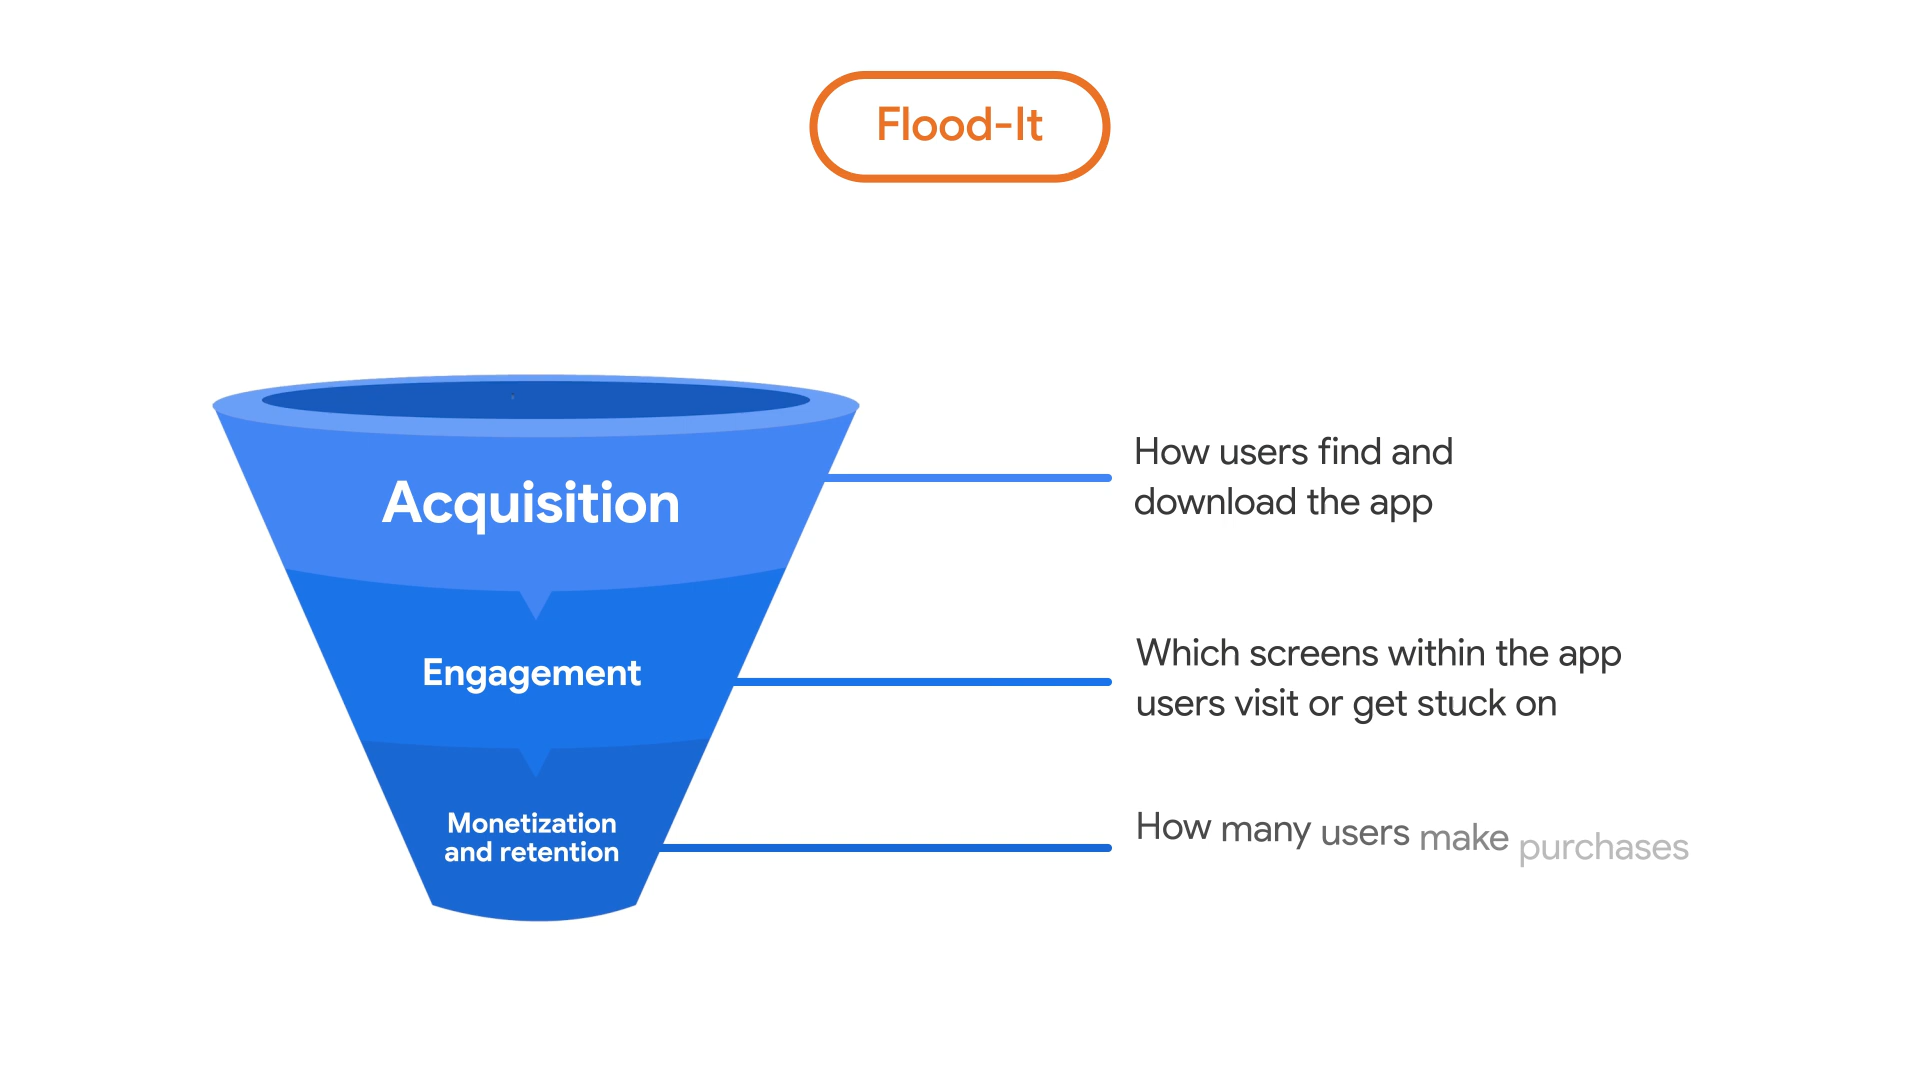 Flood-It
Acquisition
How users find and
download the app
Engagement
Which screens within the app
users visit or get stuck on
Monetization
and retention
How many users make purchases